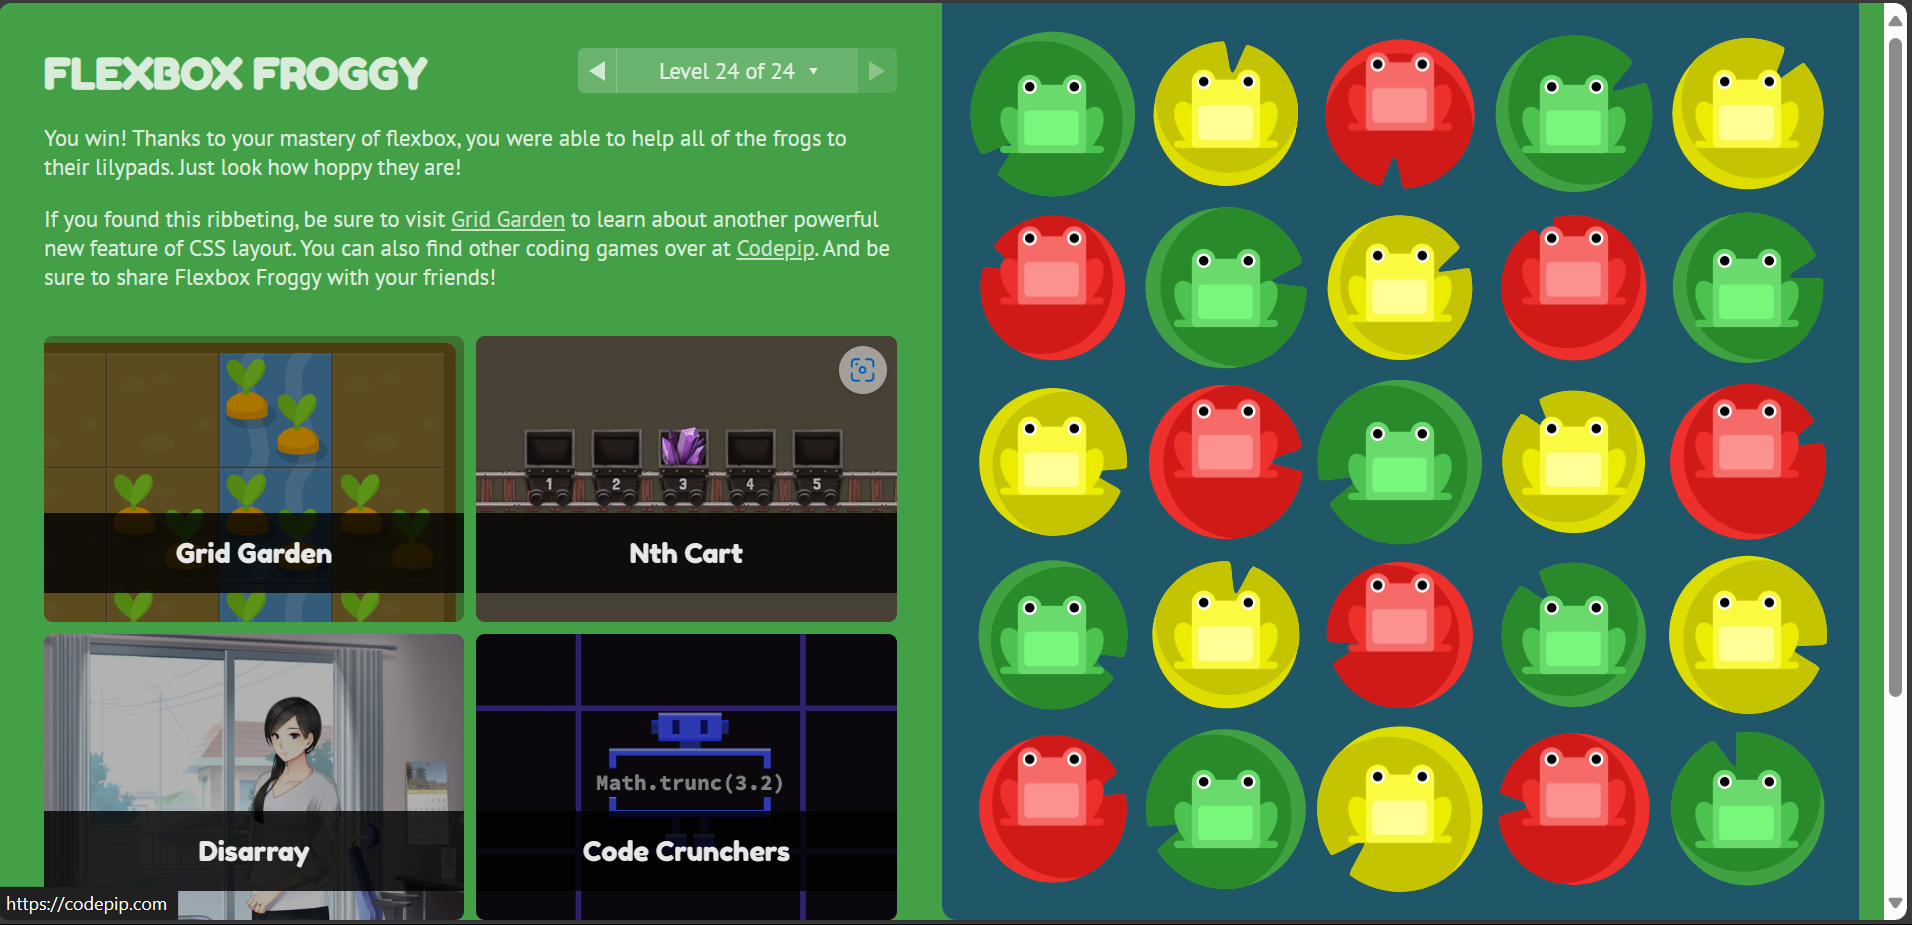 FLEXBOX FROGGY
Level 24 of 24
You win! Thanks to your mastery of flexbox, you were able to help all of the frogs to
their lilypads. Just look how hoppy they are!
If you found this ribbeting, be sure to visit Grid Garden to learn about another powerful
new feature of CSS layout. You can also find other coding games over at Codepip. And be
sure to share Flexbox Froggy with your friends!
Grid Garden
1 2 3 4 5
Nth Cart
Disarray
Math.trunc(3.2)
Code Crunchers
https://codepip.com